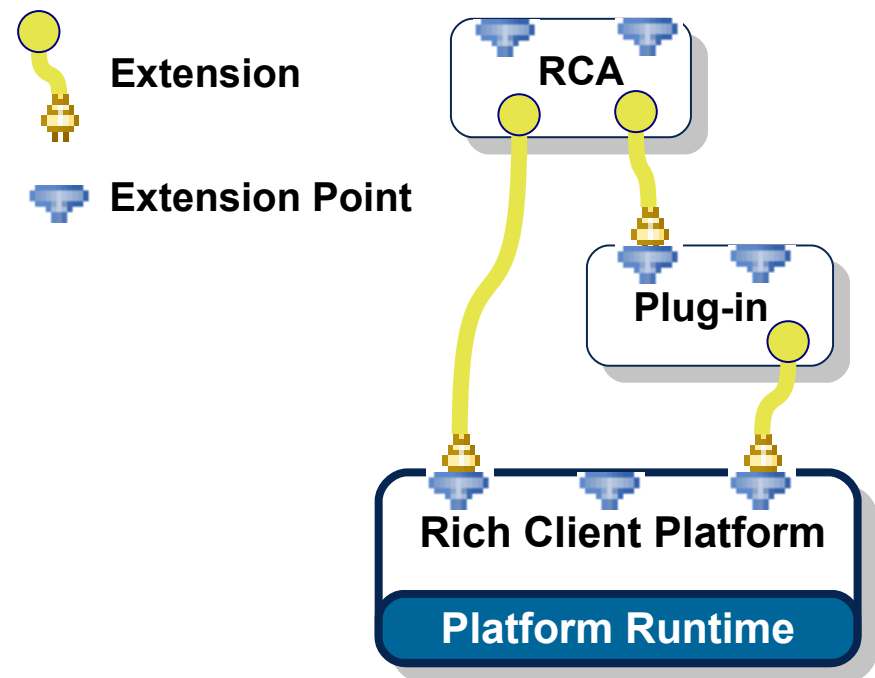 Extension
Extension Point
RCA
Plug-in
Rich Client Platform
Platform Runtime